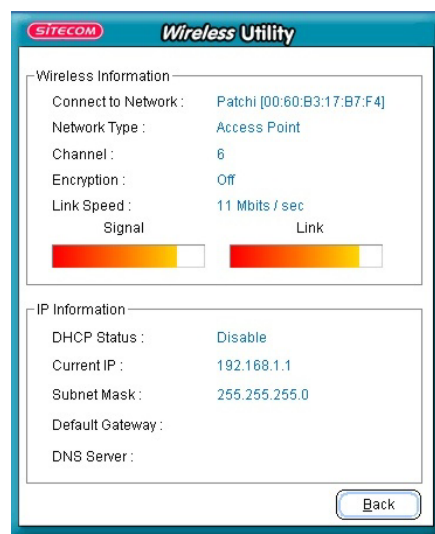 SITECOM Wireless Utility
Wireless Information
Connect to Network : Patchi [00:60:B3:17:B7:F4]
Network Type : Access Point
Channel : 6
Encryption : Off
Link Speed : 11 Mbits / sec
Signal Link
IP Information
DHCP Status : Disable
Current IP : 192.168.1.1
Subnet Mask : 255.255.255.0
Default Gateway :
DNS Server :
Back